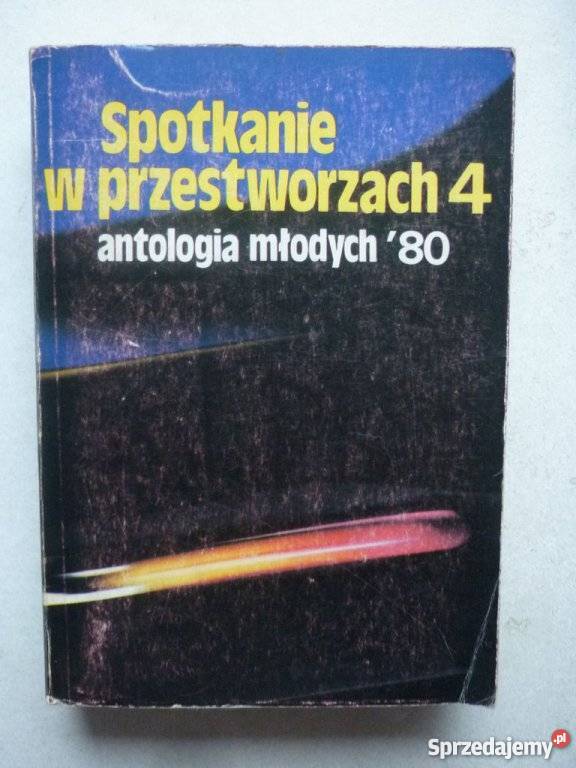 Spotkanie
w przestworzach 4
antologia młodych '80
Sprzedajemy.pl